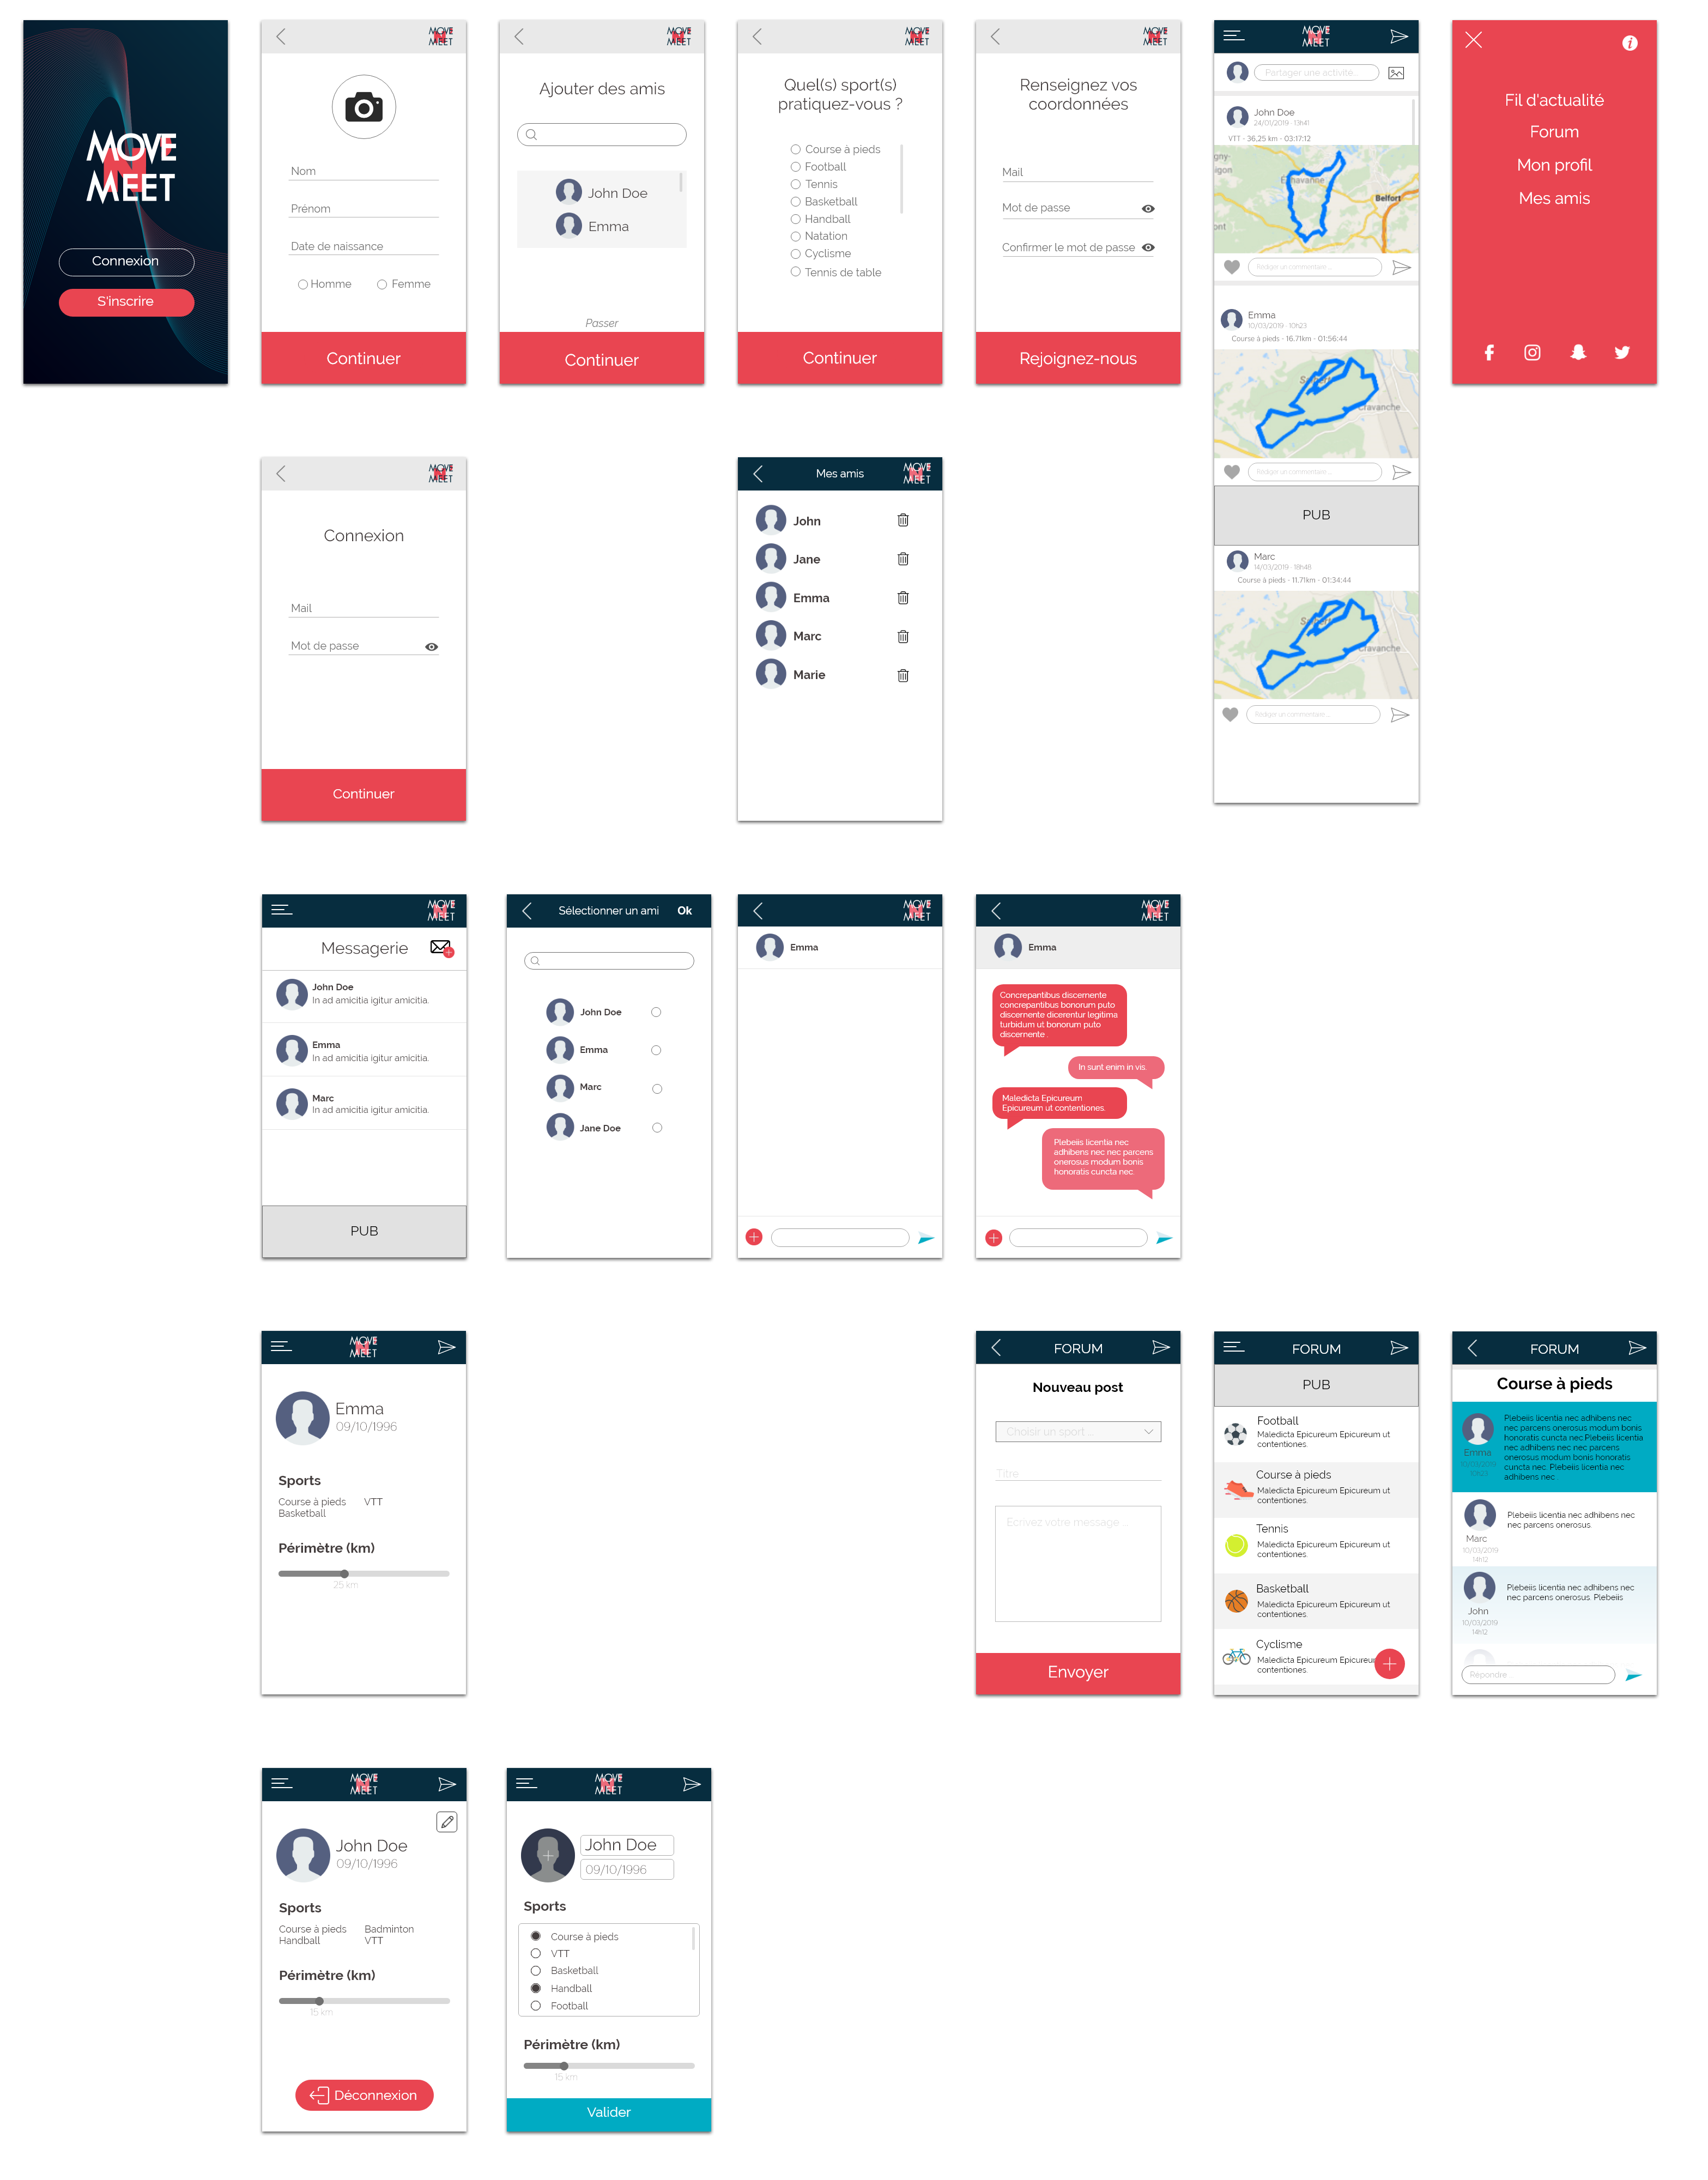 MOVE
N
MEET
Connexion
S'inscrire
MOVE
N
MEET
Nom
Prénom
Date de naissance
Homme
Femme
Continuer
MOVE
N
MEET
Ajouter des amis
John Doe
Emma
Passer
Continuer
MOVE
N
MEET
Quel(s) sport(s)
pratiquez-vous ?
Course à pieds
Football
Tennis
Basketball
Handball
Natation
Cyclisme
Tennis de table
Continuer
MOVE
N
MEET
Renseignez vos
coordonnées
Mail
Mot de passe
Confirmer le mot de passe
Rejoignez-nous
MOVE
N
MEET
Partager une activité ...
John Doe
24/01/2019 - 13h41
VTT - 36,25 km - 03:17:12
Belfort
Rédiger un commentaire ...
Emma
10/03/2019 - 10h23
Course à pieds - 16.71km - 01:56:44
Cravanche
Rédiger un commentaire ...
PUB
Marc
14/03/2019 - 18h48
Course à pieds - 11.71km - 01:34:44
Cravanche
Rédiger un commentaire ...
i
Fil d'actualité
Forum
Mon profil
Mes amis
MOVE
N
MEET
Connexion
Mail
Mot de passe
Continuer
Mes amis
MOVE
N
MEET
John
Jane
Emma
Marc
Marie
MOVE
N
MEET
Messagerie
John Doe
In ad amicitia igitur amicitia.
Emma
In ad amicitia igitur amicitia.
Marc
In ad amicitia igitur amicitia.
PUB
Sélectionner un ami
Ok
John Doe
Emma
Marc
Jane Doe
MOVE
N
MEET
Emma
MOVE
N
MEET
Emma
Concrepantibus discernente
concrepantibus bonorum puto
discernente dicerentur legitima
turbidum ut bonorum puto
discernente .
In sunt enim in vis.
Maledicta Epicureum
Epicureum ut contentiones.
Plebeiis licentia nec
adhibens nec nec parcens
onerosus modum bonis
honoratis cuncta nec
MOVE
N
MEET
Emma
09/10/1996
Sports
Course à pieds
VTT
Basketball
Périmètre (km)
25 km
FORUM
Nouveau post
Choisir un sport ...
Titre
Ecrivez votre message ...
Envoyer
FORUM
PUB
Football
Maledicta Epicureum Epicureum ut
contentiones.
Course à pieds
Maledicta Epicureum Epicureum ut
contentiones.
Tennis
Maledicta Epicureum Epicureum ut
contentiones.
Basketball
Maledicta Epicureum Epicureum ut
contentiones.
Cyclisme
Maledicta Epicureum Epicureu
contentiones.
FORUM
Course à pieds
Emma
10/03/2019
10h23
Plebeiis licentia nec adhibens nec
nec parcens onerosus modum bonis
honoratis cuncta nec.Plebeiis licentia
nec adhibens nec nec parcens
onerosus modum bonis honoratis
cuncta nec .Plebeiis licentia nec
adhibens nec .
Marc
10/03/2019
14h12
Plebeiis licentia nec adhibens nec
nec parcens onerosus.
John
10/03/2019
14h12
Plebeiis licentia nec adhibens nec
nec parcens onerosus. Plebeiis
Répondre ...
MOVE
N
MEET
John Doe
09/10/1996
Sports
Course à pieds
Badminton
Handball
VTT
Périmètre (km)
15 km
Déconnexion
MOVE
N
MEET
John Doe
09/10/1996
Sports
Course à pieds
VTT
Basketball
Handball
Football
Périmètre (km)
15 km
Valider